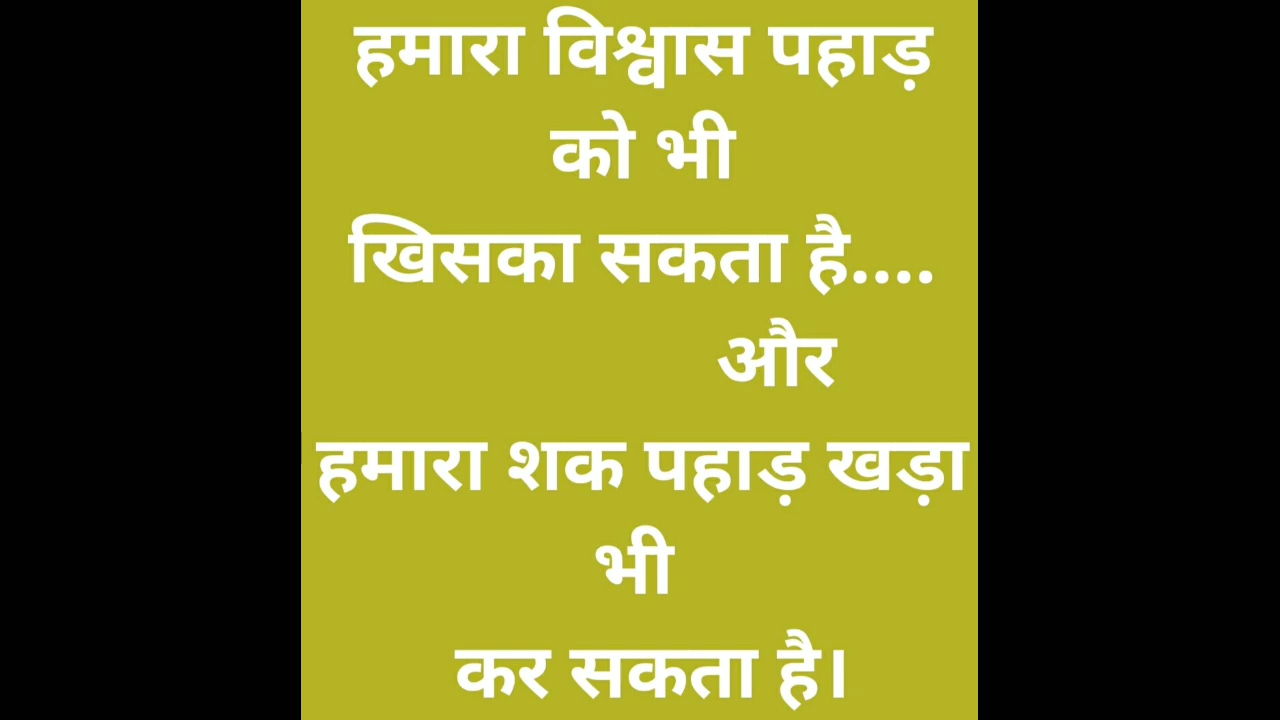 हमारा विश्वास पहाड़
को भी
खिसका सकता है....
और
हमारा शक पहाड़ खड़ा
भी
कर सकता है।